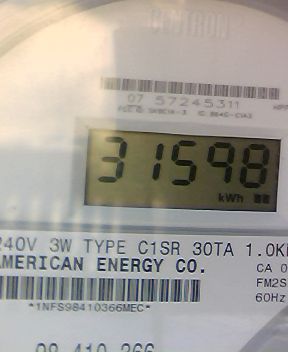 CENTRON
07 57245311
31598
kWh
240V 3W TYPE C1SR 30TA 1.0K
AMERICAN ENERGY CO.
CA 0
FM2S
60Hz
*1NFS98410366MEC*
98 410 366